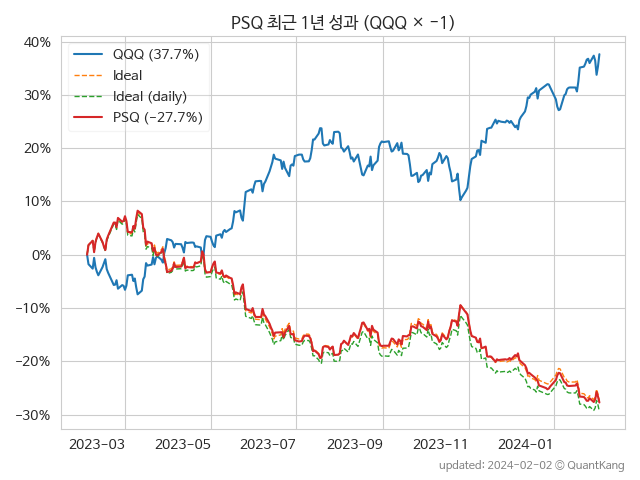 PSQ 최근 1년 성과 (QQQ × −1)
40%
30%
20%
10%
0%
−10%
−20%
−30%
QQQ (37.7%)
Ideal
Ideal (daily)
PSQ (−27.7%)
2023−03
2023−05
2023−07
2023−09
2023−11
2024−01
updated: 2024−02−02 © QuantKang